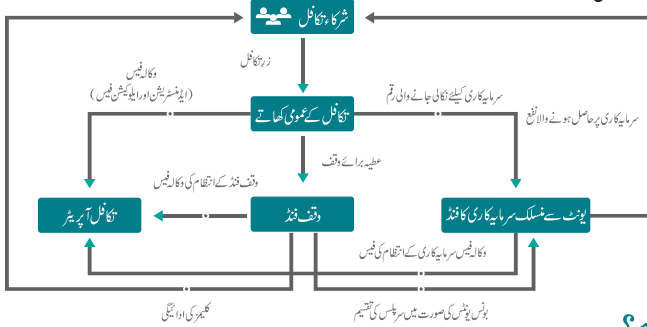 شرکاء تکافل
زرِ تکافل
وکالہ فیس
(ایڈمنسٹریشن اور ایلوکیشن فیس)
سرمایہ کاری کیلئے نکالی جانے والی رقم
تکافل کے عمومی کھاتے
سرمایہ کاری پر حاصل ہونے والا نفع
عطیہ برائے وقف
وقف فنڈ کے انتظام کی وکالہ فیس
یونٹ سے منسلک سرمایہ کاری کا فنڈ
وقف فنڈ
تکافل آپریٹر
وکالہ فیس سرمایہ کاری کے انتظام کی فیس
بونس یونٹس کی صورت میں سرپلس کی تقسیم
کلیمز کی ادائیگی